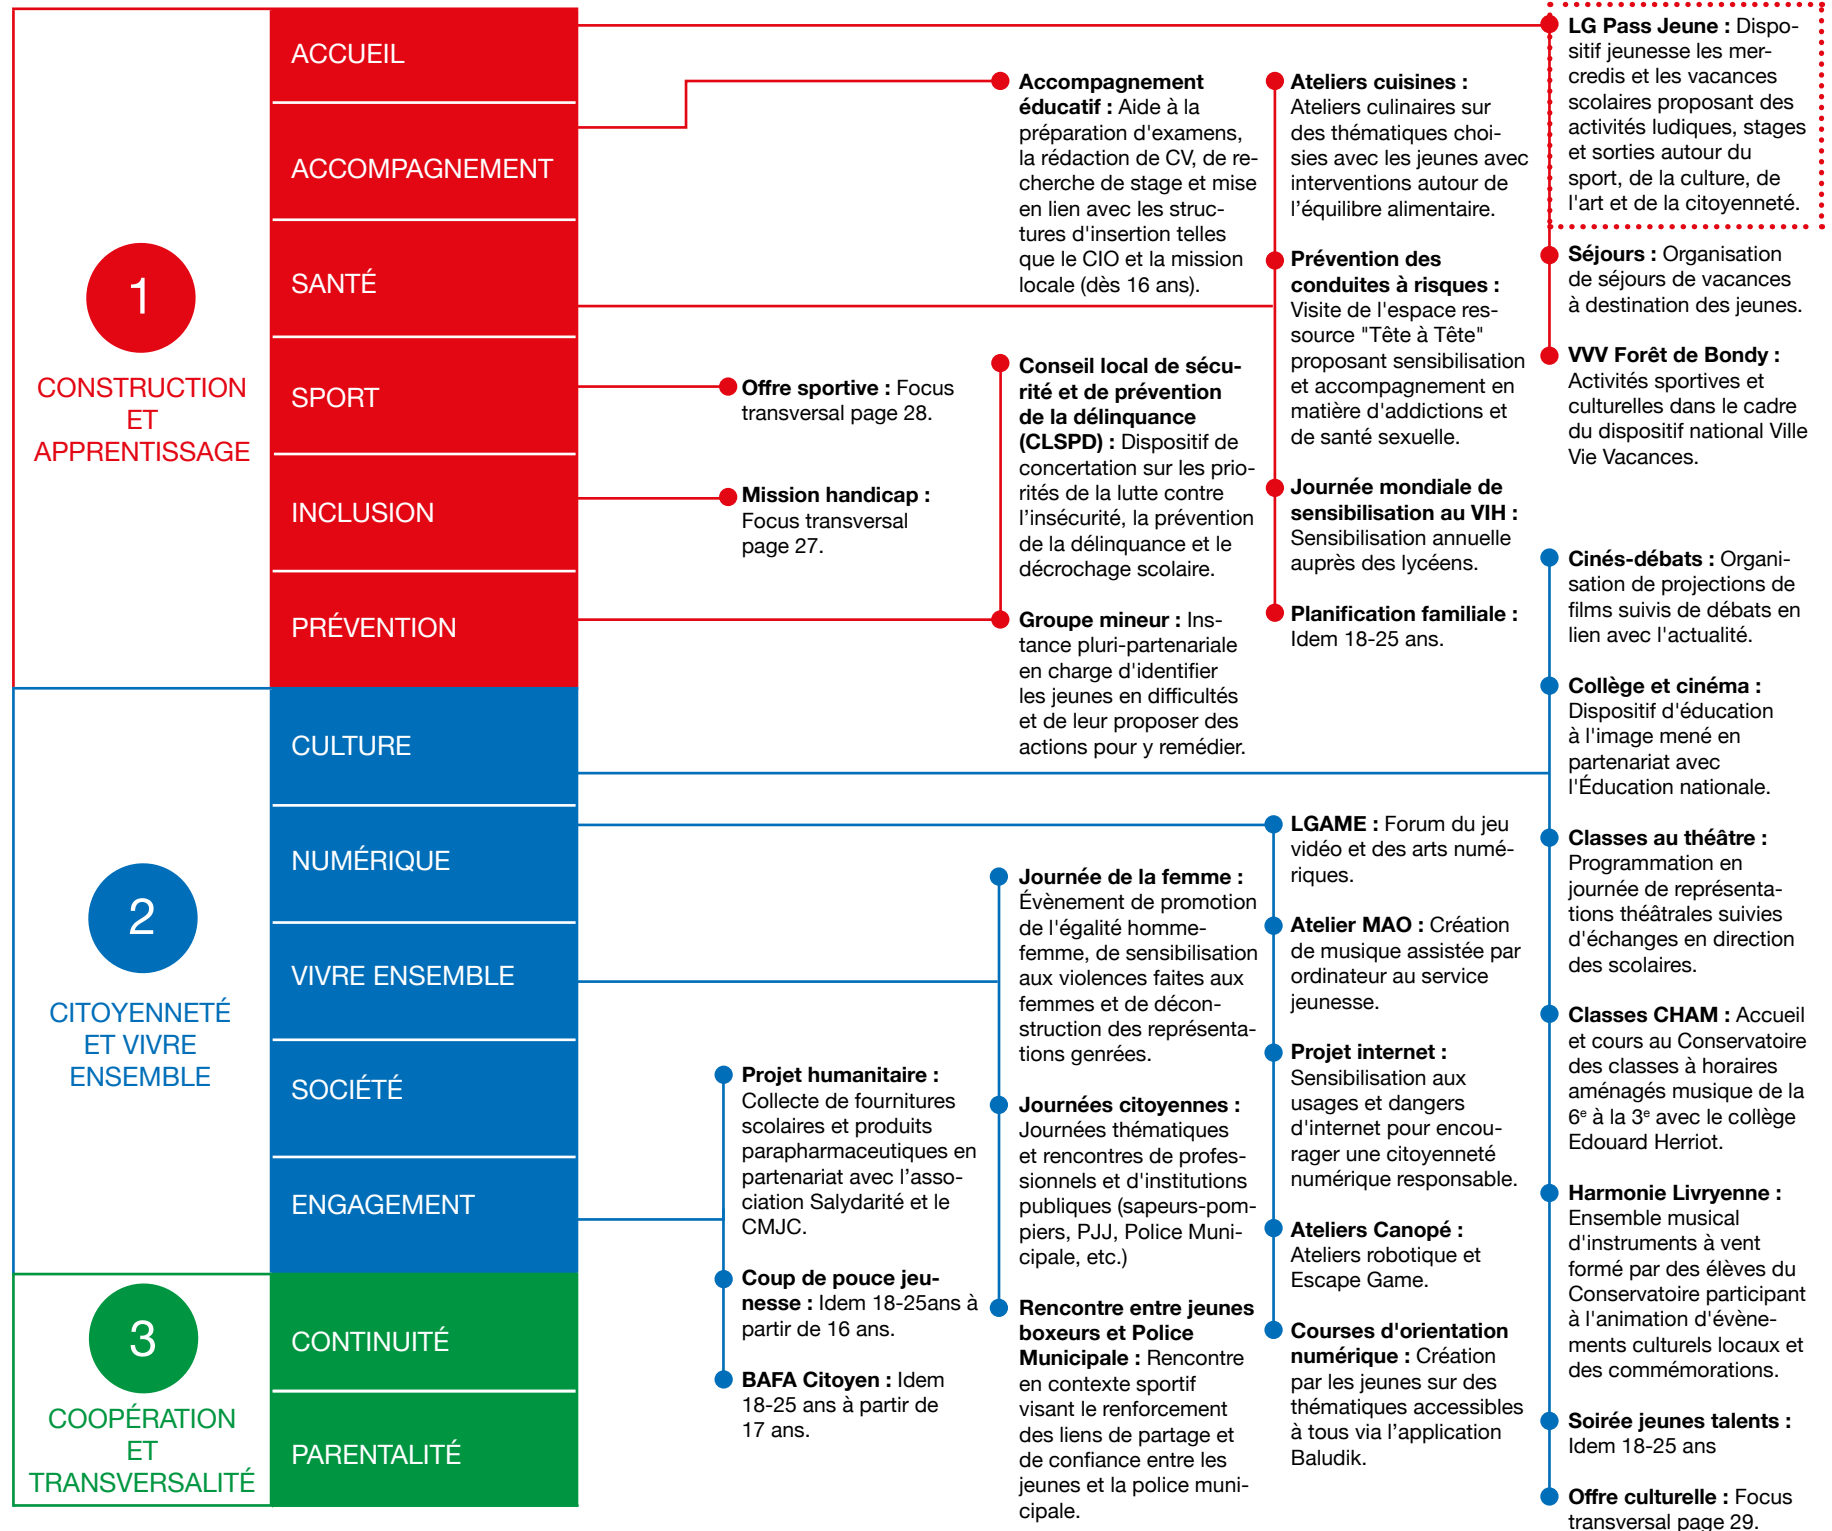 1
CONSTRUCTION
ET
APPRENTISSAGE
ACCUEIL
ACCOMPAGNEMENT
SANTÉ
SPORT
INCLUSION
PRÉVENTION
2
CITOYENNETÉ
ET VIVRE
ENSEMBLE
CULTURE
NUMÉRIQUE
VIVRE ENSEMBLE
SOCIÉTÉ
ENGAGEMENT
3
COOPÉRATION
ET
TRANSVERSALITÉ
CONTINUITÉ
PARENTALITÉ
Offre sportive : Focus
transversal page 28.
Mission handicap :
Focus transversal
page 27.
Projet humanitaire :
Collecte de fournitures
scolaires et produits
parapharmaceutiques en
partenariat avec l’asso-
ciation Salydarité et le
CMJC.
Coup de pouce jeu-
nesse : Idem 18-25ans à
partir de 16 ans.
BAFA Citoyen : Idem
18-25 ans à partir de
17 ans.
Accompagnement
éducatif : Aide à la
préparation d'examens,
la rédaction de CV, de re-
cherche de stage et mise
en lien avec les struc-
tures d'insertion telles
que le CIO et la mission
locale (dès 16 ans).
Conseil local de sécu-
rité et de prévention
de la délinquance
(CLSPD) : Dispositif de
concertation sur les prio-
rités de la lutte contre
l’insécurité, la prévention
de la délinquance et le
décrochage scolaire.
Groupe mineur : Ins-
tance pluri-partenariale
en charge d'identifier
les jeunes en difficultés
et de leur proposer des
actions pour y remédier.
Journée de la femme :
Évènement de promotion
de l'égalité homme-
femme, de sensibilisation
aux violences faites aux
femmes et de décon-
struction des représenta-
tions genrées.
Journées citoyennes :
Journées thématiques
et rencontres de profes-
sionnels et d'institutions
publiques (sapeurs-pom-
piers, PJJ, Police Muni-
cipale, etc.)
Rencontre entre jeunes
boxeurs et Police
Municipale : Rencontre
en contexte sportif
visant le renforcement
des liens de partage et
de confiance entre les
jeunes et la police muni-
cipale.
Ateliers cuisines :
Ateliers culinaires sur
des thématiques choi-
sies avec les jeunes avec
interventions autour de
l’équilibre alimentaire.
Prévention des
conduites à risques :
Visite de l'espace res-
source "Tête à Tête"
proposant sensibilisation
et accompagnement en
matière d'addictions et
de santé sexuelle.
Journée mondiale de
sensibilisation au VIH :
Sensibilisation annuelle
auprès des lycéens.
Planification familiale :
Idem 18-25 ans.
LGAME : Forum du jeu
vidéo et des arts numé-
riques.
Atelier MAO : Création
de musique assistée par
ordinateur au service
jeunesse.
Projet internet :
Sensibilisation aux
usages et dangers
d'internet pour encou-
rager une citoyenneté
numérique responsable.
Ateliers Canopé :
Ateliers robotique et
Escape Game.
Courses d'orientation
numérique : Création
par les jeunes sur des
thématiques accessibles
à tous via l’application
Baludik.
LG Pass Jeune : Dispo-
sitif jeunesse les mer-
credis et les vacances
scolaires proposant des
activités ludiques, stages
et sorties autour du
sport, de la culture, de
l'art et de la citoyenneté.
Séjours : Organisation
de séjours de vacances
à destination des jeunes.
VVV Forêt de Bondy :
Activités sportives et
culturelles dans le cadre
du dispositif national Ville
Vie Vacances.
Cinés-débats : Organi-
sation de projections de
films suivis de débats en
lien avec l'actualité.
Collège et cinéma :
Dispositif d'éducation
à l'image mené en
partenariat avec
l'Éducation nationale.
Classes au théâtre :
Programmation en
journée de représenta-
tions théâtrales suivies
d'échanges en direction
des scolaires.
Classes CHAM : Accueil
et cours au Conservatoire
des classes à horaires
aménagés musique de la
6e à la 3e avec le collège
Edouard Herriot.
Harmonie Livryenne :
Ensemble musical
d'instruments à vent
formé par des élèves du
Conservatoire participant
à l'animation d'évène-
ments culturels locaux et
des commémorations.
Soirée jeunes talents :
Idem 18-25 ans
Offre culturelle : Focus
transversal page 29.